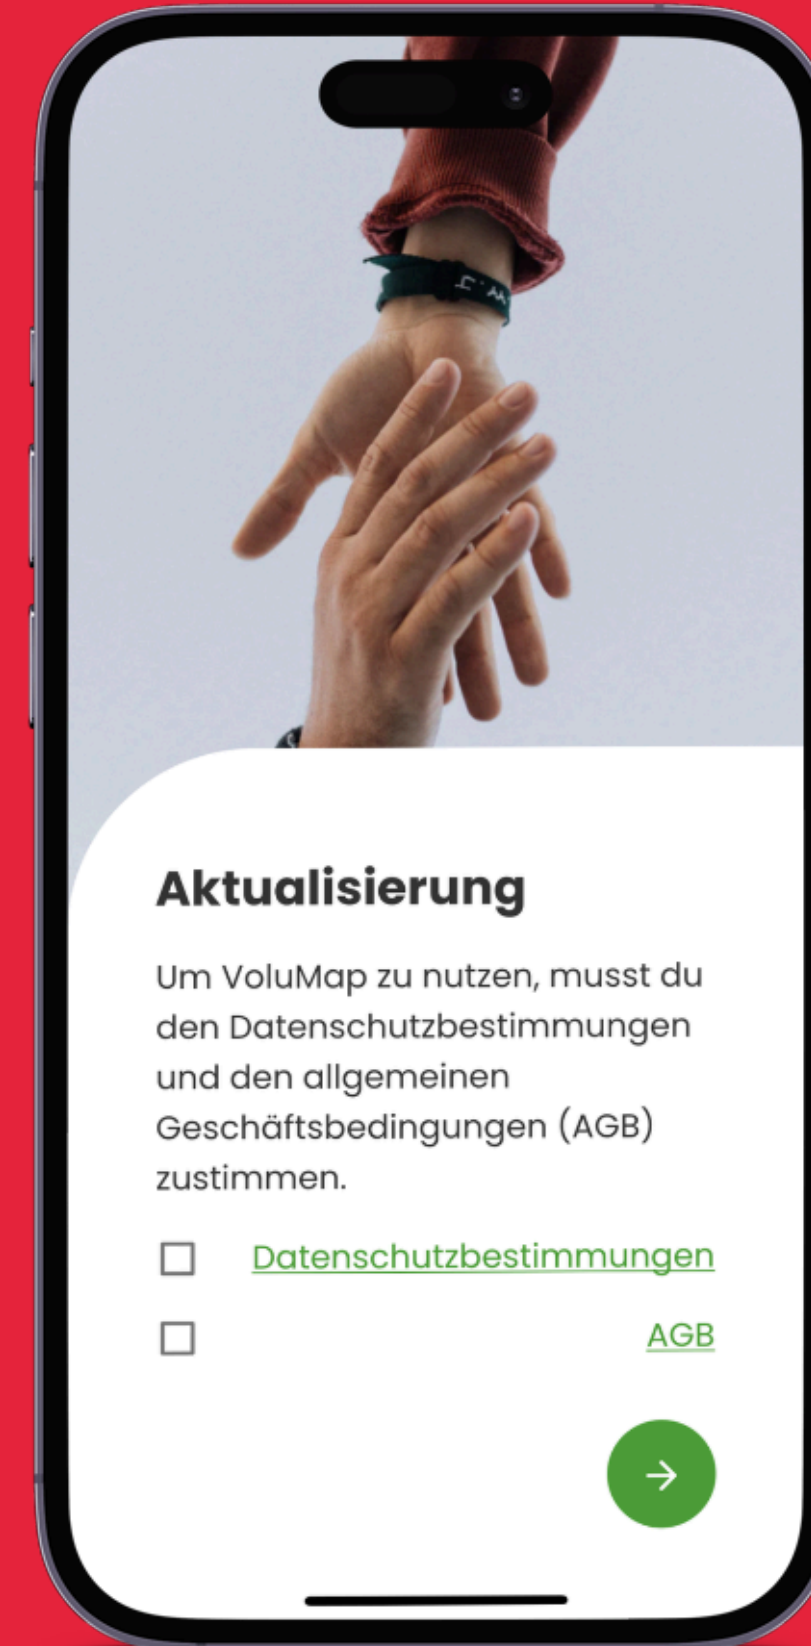 Aktualisierung
Um VoluMap zu nutzen, musst du
den Datenschutzbestimmungen
und den allgemeinen
Geschäftsbedingungen (AGB)
zustimmen.
Datenschutzbestimmungen
AGB